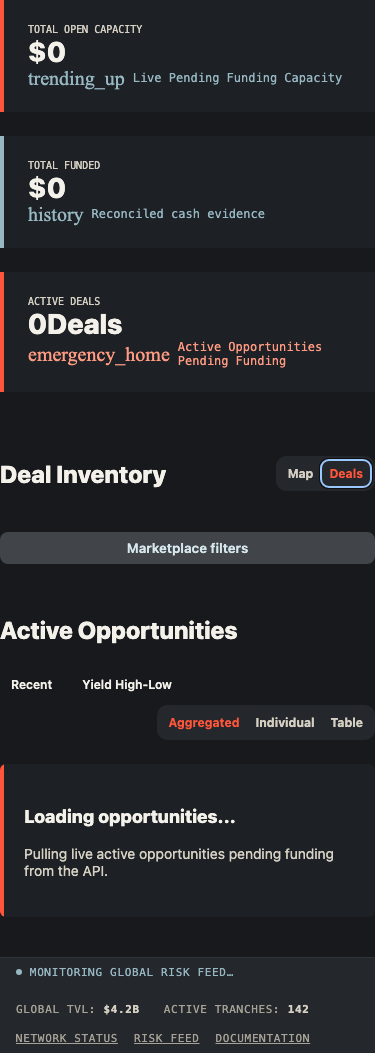 TOTAL OPEN CAPACITY
$0
trending_up Live Pending Funding Capacity
TOTAL FUNDED
$0
history Reconciled cash evidence
ACTIVE DEALS
0Deals
emergency_home Active Opportunities
Pending Funding
Deal Inventory
Map Deals
Marketplace filters
Active Opportunities
Recent Yield High-Low
Aggregated Individual Table
Loading opportunities...
Pulling live active opportunities pending funding
from the API.
MONITORING GLOBAL RISK FEED…
GLOBAL TVL: $4.2B ACTIVE TRANCHES: 142
NETWORK STATUS RISK FEED DOCUMENTATION